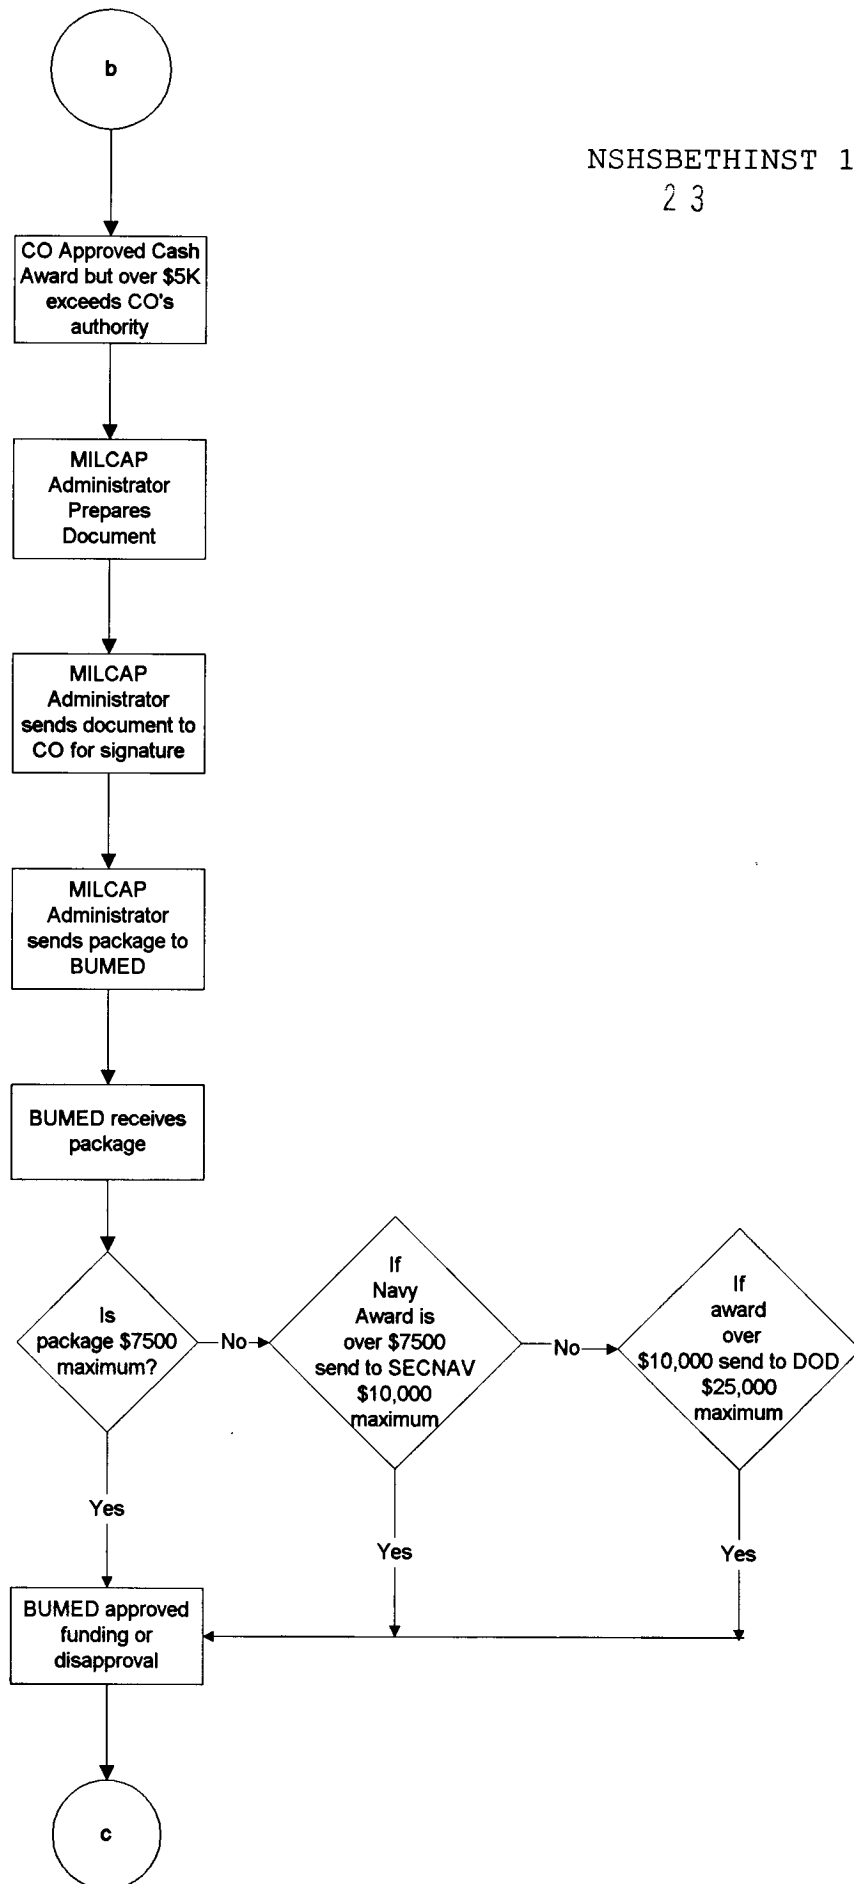 b
NSHSBETHINST 1
23
CO Approved Cash
Award but over $5K
exceeds CO's
authority
MILCAP
Administrator
Prepares
Document
MILCAP
Administrator
sends document to
CO for signature
MILCAP
Administrator
sends package to
BUMED
BUMED receives
package
Is
package $7500
maximum?
No
If
Navy
Award is
over $7500
send to SECNAV
$10,000
maximum
No
If
award
over
$10,000 send to DOD
$25,000
maximum
Yes
Yes
Yes
BUMED approved
funding or
disapproval
c